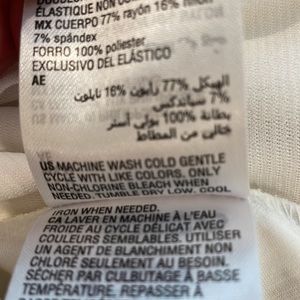 ÉLASTIQUE NON
MX CUERPO 77% rayón 16% nylon
7% spándex
FORRO 100% poliester
EXCLUSIVO DEL ELÁSTICO
AE
الهيكل 77% رايون 16% نايلون
7% سباندكس
بطانة 100% بولي أستر
خالي من المطاط
US MACHINE WASH COLD GENTLE
CYCLE WITH LIKE COLORS. ONLY
NON-CHLORINE BLEACH WHEN
NEEDED. TUMBLE DRY LOW. COOL
IRON WHEN NEEDED.
CA LAVER EN MACHINE À L'EAU
FROIDE AU CYCLE DÉLICAT AVEC DES
COULEURS SEMBLABLES. UTILISER
UN AGENT DE BLANCHIMENT NON
CHLORÉ SEULEMENT AU BESOIN.
SÉCHER PAR CULBUTAGE À BASSE
TEMPÉRATURE. REPASSER À